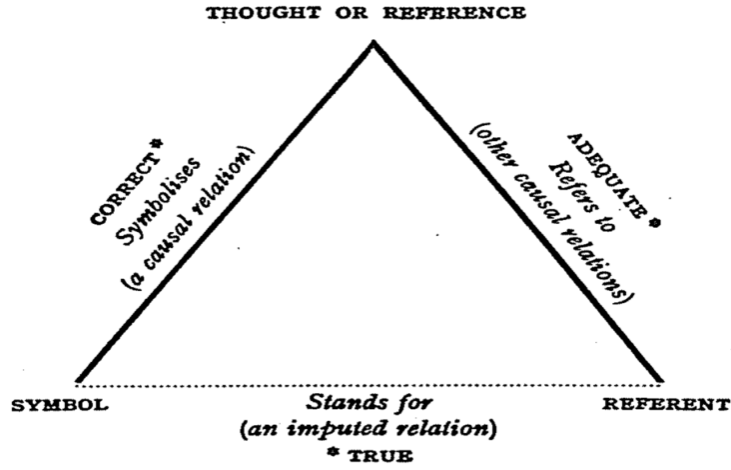 THOUGHT OR REFERENCE
CORRECT*
Symbolises
(a causal relation)
ADEQUATE*
Refers to
(other causal relations)
SYMBOL
Stands for
(an imputed relation)
* TRUE
REFERENT